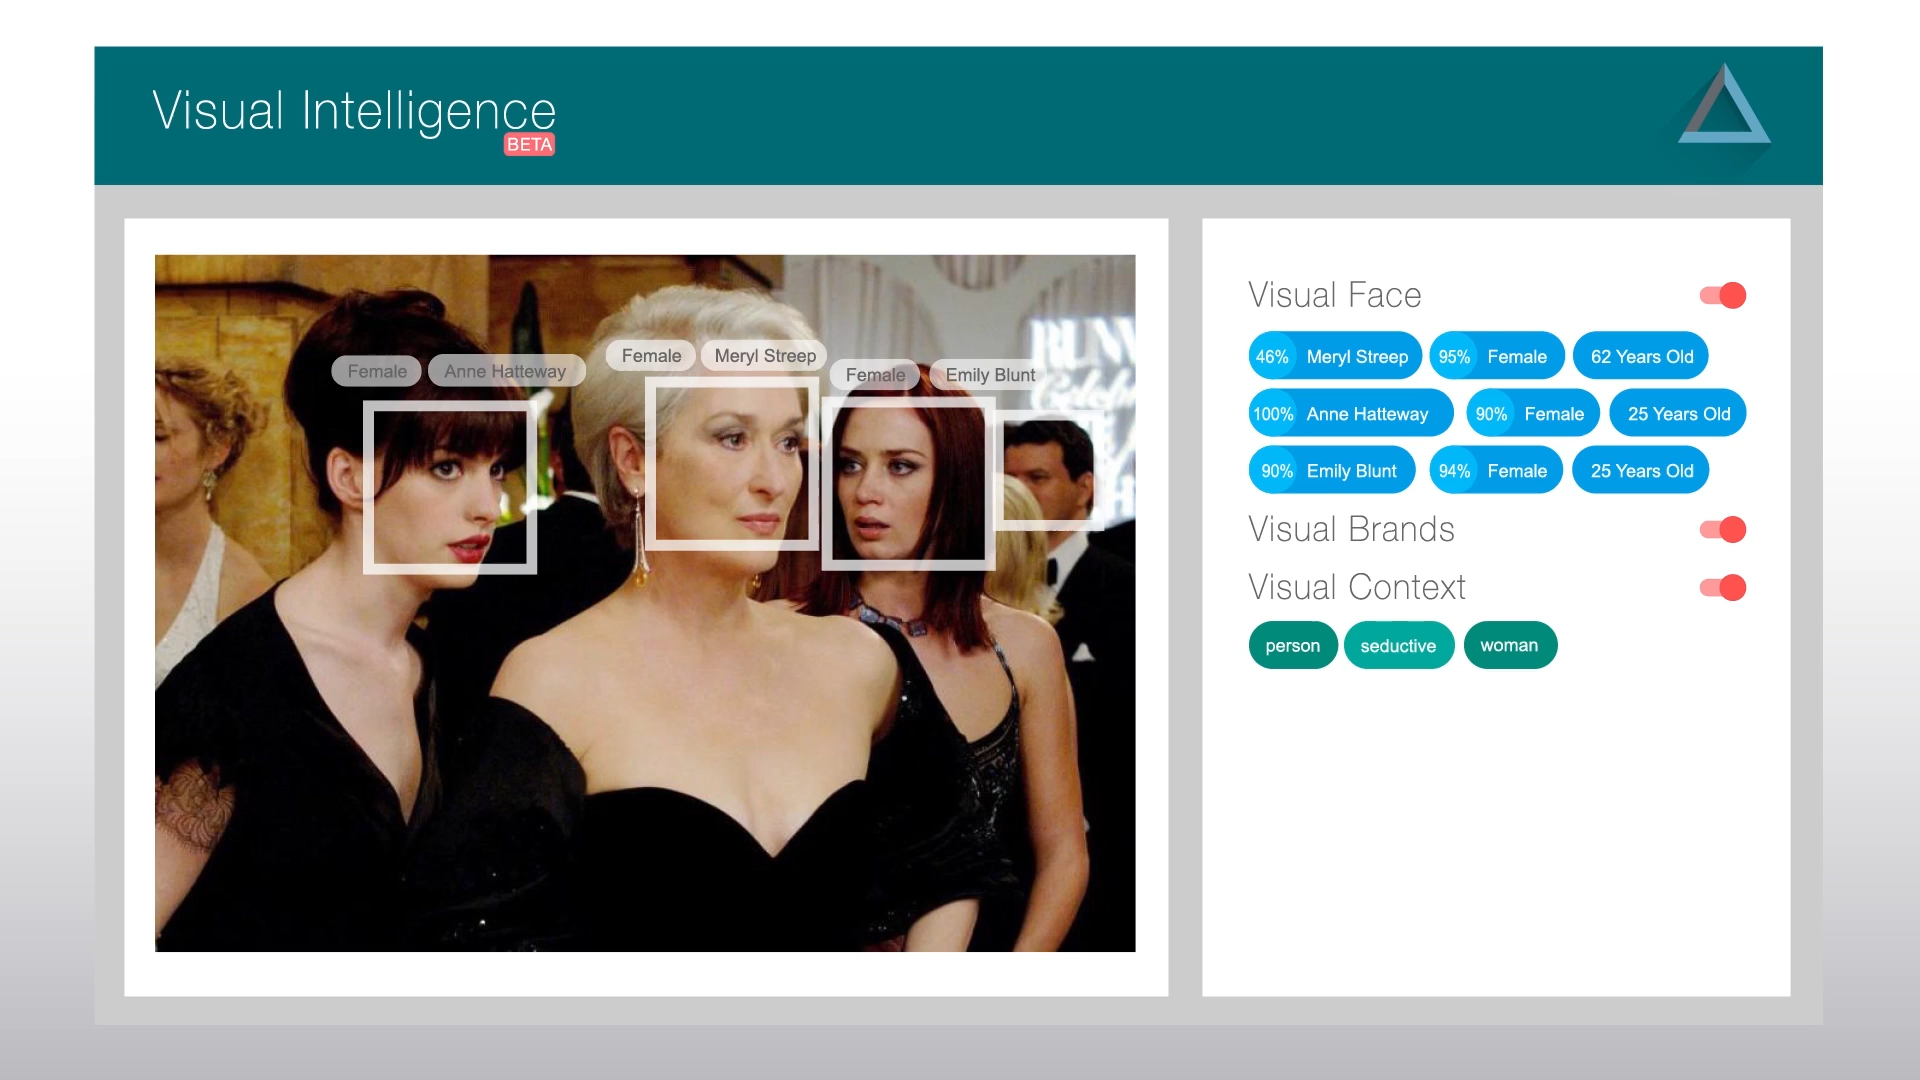 Visual Intelligence
BETA
Female Anne Hatteway
Female Meryl Streep
Female Emily Blunt
Visual Face
46% Meryl Streep 95% Female 62 Years Old
100% Anne Hatteway 90% Female 25 Years Old
90% Emily Blunt 94% Female 25 Years Old
Visual Brands
Visual Context
person seductive woman